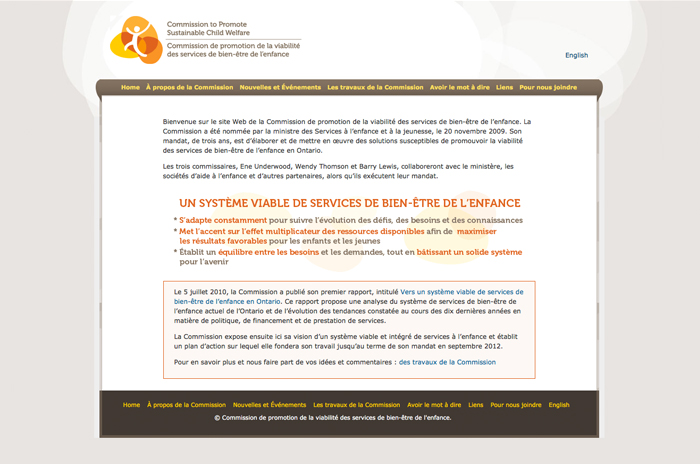 Commission to Promote
Sustainable Child Welfare
Commission de promotion de la viabilité
des services de bien-être de l'enfance
English
Home À propos de la Commission Nouvelles et Événements Les travaux de la Commission Avoir le mot à dire Liens Pour nous joindre
Bienvenue sur le site Web de la Commission de promotion de la viabilité des services de bien-être de l'enfance. La
Commission a été nommée par la ministre des Services à l'enfance et à la jeunesse, le 20 novembre 2009. Son
mandat, de trois ans, est d'élaborer et de mettre en œuvre des solutions susceptibles de promouvoir la viabilité
des services de bien-être de l'enfance en Ontario.
Les trois commissaires, Ene Underwood, Wendy Thomson et Barry Lewis, collaboreront avec le ministère, les
sociétés d'aide à l'enfance et d'autres partenaires, alors qu'ils exécutent leur mandat.
UN SYSTÈME VIABLE DE SERVICES DE BIEN-ÊTRE DE L'ENFANCE
* S'adapte constamment pour suivre l'évolution des défis, des besoins et des connaissances
* Met l'accent sur l'effet multiplicateur des ressources disponibles afin de maximiser
les résultats favorables pour les enfants et les jeunes
* Établit un équilibre entre les besoins et les demandes, tout en bâtissant un solide système
pour l'avenir
Le 5 juillet 2010, la Commission a publié son premier rapport, intitulé Vers un système viable de services de
bien-être de l'enfance en Ontario. Ce rapport propose une analyse du système de services de bien-être de
l'enfance actuel de l'Ontario et de l'évolution des tendances constatée au cours des dix dernières années en
matière de politique, de financement et de prestation de services.
La Commission expose ensuite ici sa vision d'un système viable et intégré de services à l'enfance et établit
un plan d'action sur lequel elle fondera son travail jusqu'au terme de son mandat en septembre 2012.
Pour en savoir plus et nous faire part de vos idées et commentaires : des travaux de la Commission
Home À propos de la Commission Nouvelles et Événements Les travaux de la Commission Avoir le mot à dire Liens Pour nous joindre English
© Commission de promotion de la viabilité des services de bien-être de l'enfance.